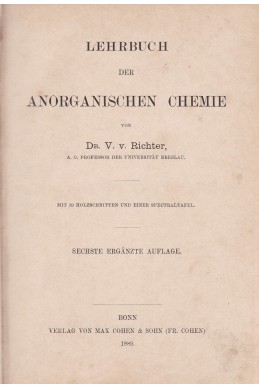 LEHRBUCH
DER
ANORGANISCHEN CHEMIE
VON
DR. V. v. Richter,
A. O. PROFESSOR DER UNIVERSITÄT BRESLAU.
MIT HOLZSCHNITTEN UND EINER SPECTRALTAFEL.
SECHSTE ERGÄNZTE AUFLAGE.
BONN
VERLAG VON MAX COHEN & SOHN (FR. COHEN)
1889.